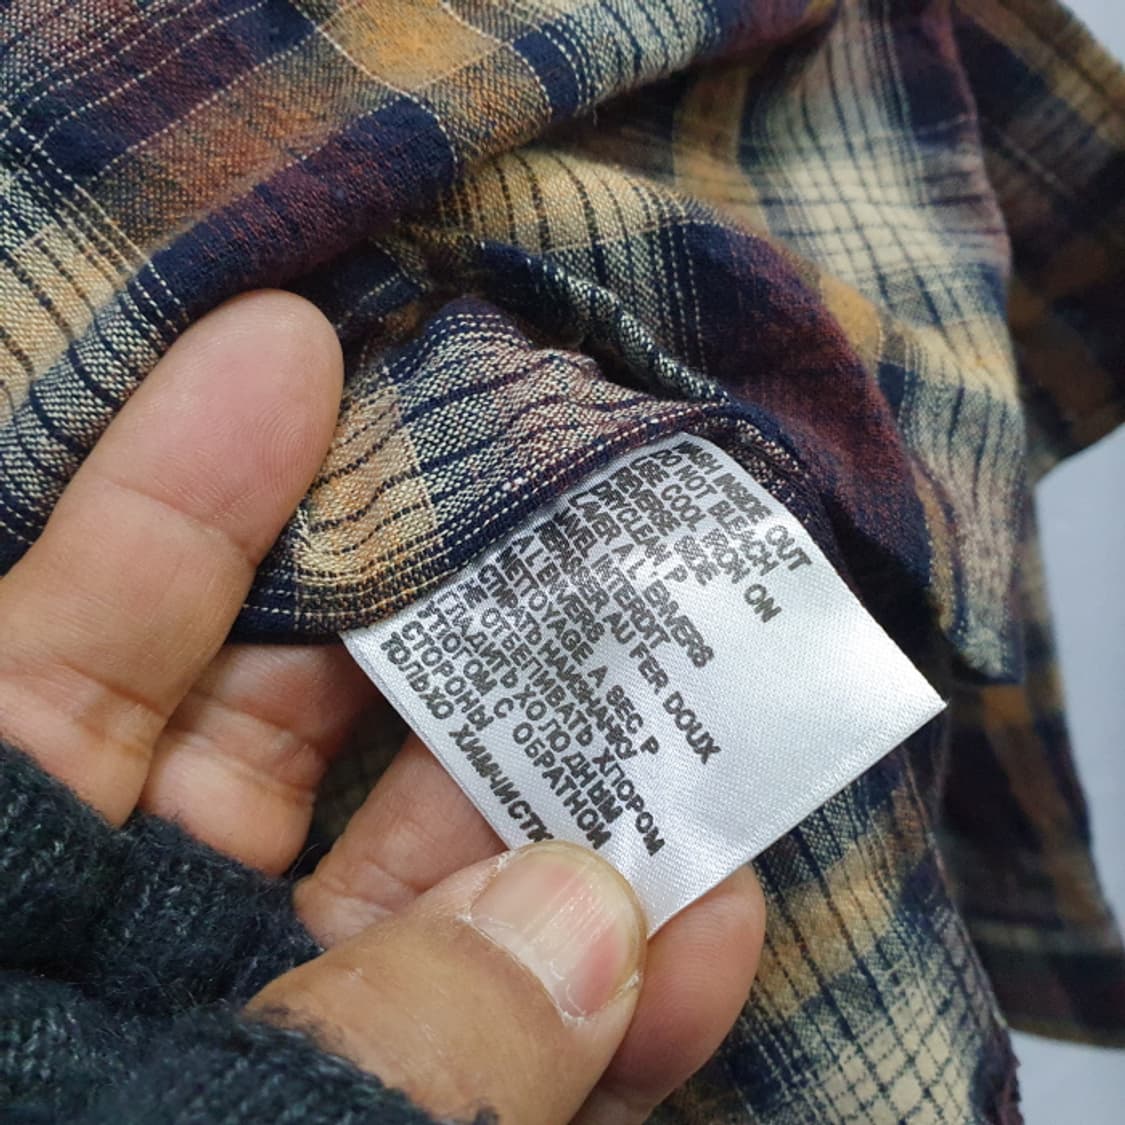 WASH INSIDE OUT
DO NOT BLEACH
USE COOL IRON ON
REVERSE SIDE
DRYCLEAN P
LAVER A L ENVERS
JAVEL INTERDIT
REPASSER AU FER DOUX
A L ENVERS
NETTOYAGE A SEC P
СТИРАТЬ НАИЗНАНКУ
НЕ ОТБЕЛИВАТЬ ХЛОРОМ
ГЛАДИТЬ ХОЛОДНЫМ
УТЮГОМ С ОБРАТНОЙ
СТОРОНЫ
ТОЛЬКО